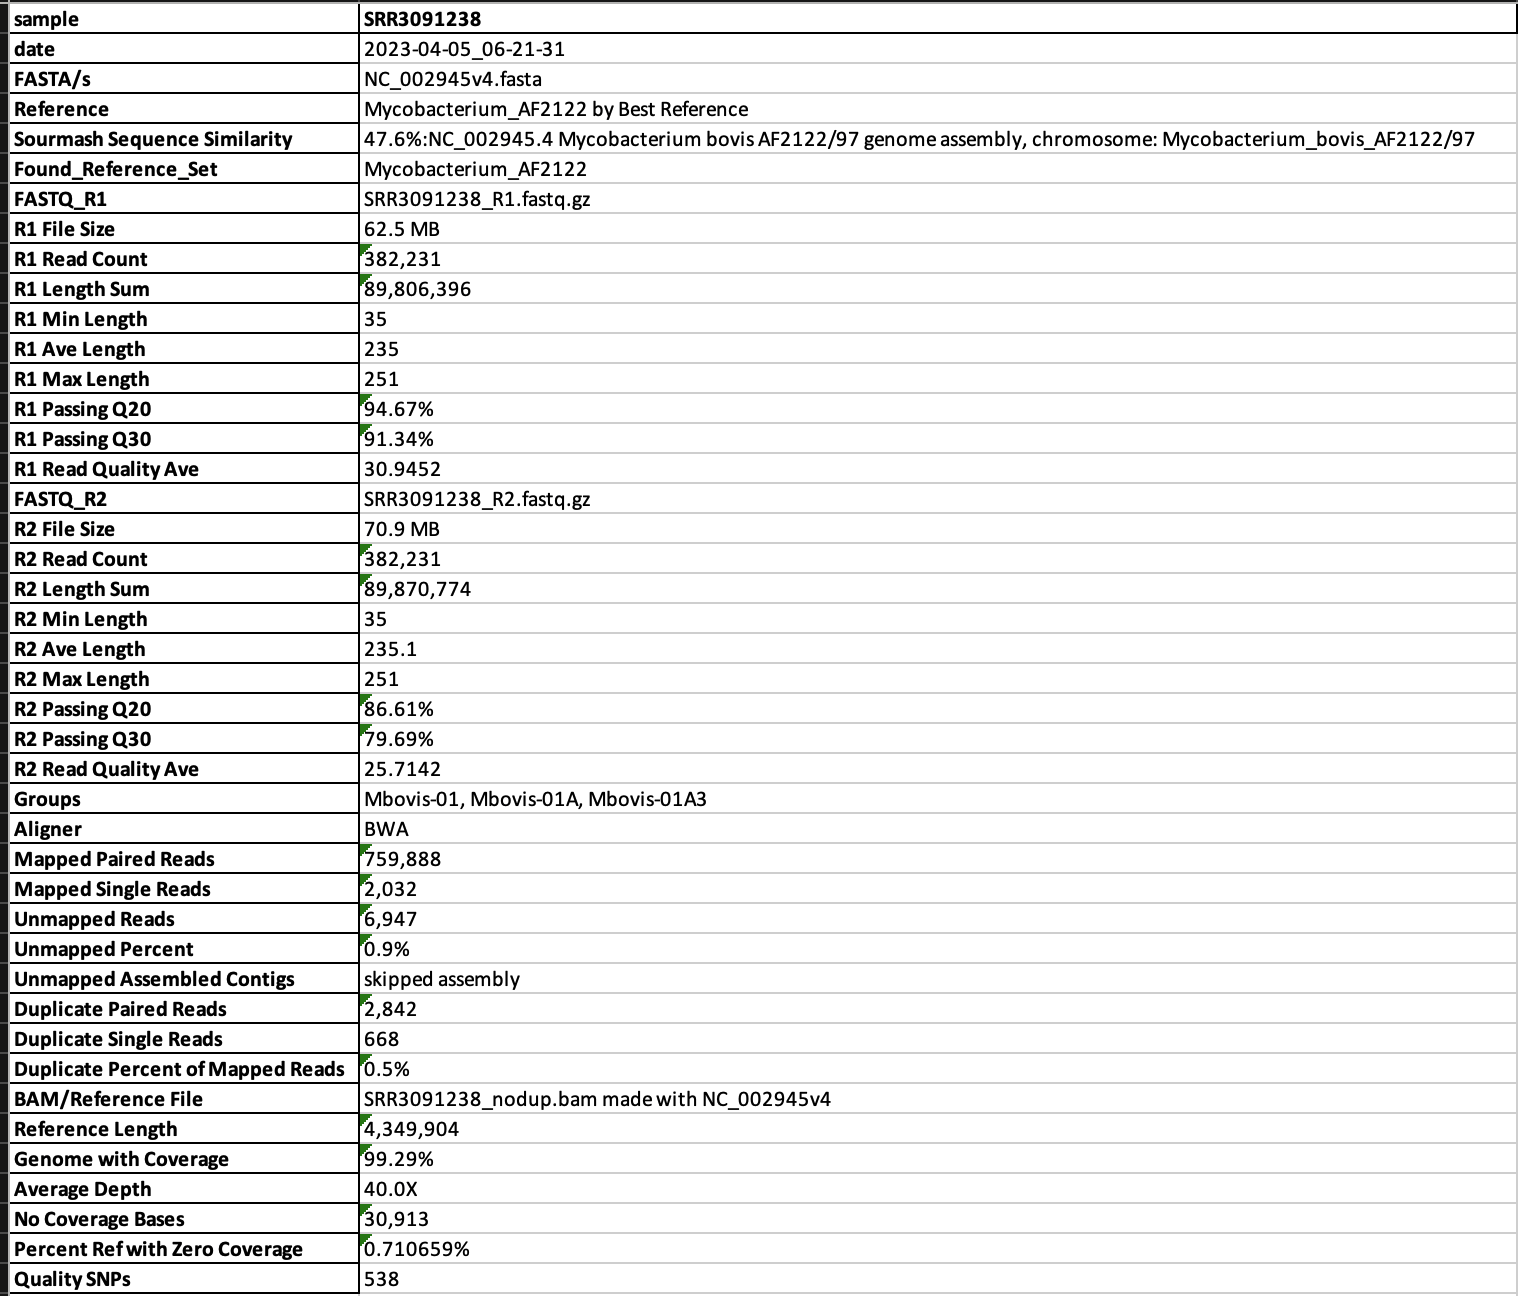 sample SRR3091238
date 2023-04-05_06-21-31
FASTA/s NC_002945v4.fasta
Reference Mycobacterium_AF2122 by Best Reference
Sourmash Sequence Similarity 47.6%:NC_002945.4 Mycobacterium bovis AF2122/97 genome assembly, chromosome: Mycobacterium_bovis_AF2122/97
Found_Reference_Set Mycobacterium_AF2122
FASTQ_R1 SRR3091238_R1.fastq.gz
R1 File Size 62.5 MB
R1 Read Count 382,231
R1 Length Sum 89,806,396
R1 Min Length 35
R1 Ave Length 235
R1 Max Length 251
R1 Passing Q20 94.67%
R1 Passing Q30 91.34%
R1 Read Quality Ave 30.9452
FASTQ_R2 SRR3091238_R2.fastq.gz
R2 File Size 70.9 MB
R2 Read Count 382,231
R2 Length Sum 89,870,774
R2 Min Length 35
R2 Ave Length 235.1
R2 Max Length 251
R2 Passing Q20 86.61%
R2 Passing Q30 79.69%
R2 Read Quality Ave 25.7142
Groups Mbovis-01, Mbovis-01A, Mbovis-01A3
Aligner BWA
Mapped Paired Reads 759,888
Mapped Single Reads 2,032
Unmapped Reads 6,947
Unmapped Percent 0.9%
Unmapped Assembled Contigs skipped assembly
Duplicate Paired Reads 2,842
Duplicate Single Reads 668
Duplicate Percent of Mapped Reads 0.5%
BAM/Reference File SRR3091238_nodup.bam made with NC_002945v4
Reference Length 4,349,904
Genome with Coverage 99.29%
Average Depth 40.0X
No Coverage Bases 30,913
Percent Ref with Zero Coverage 0.710659%
Quality SNPs 538